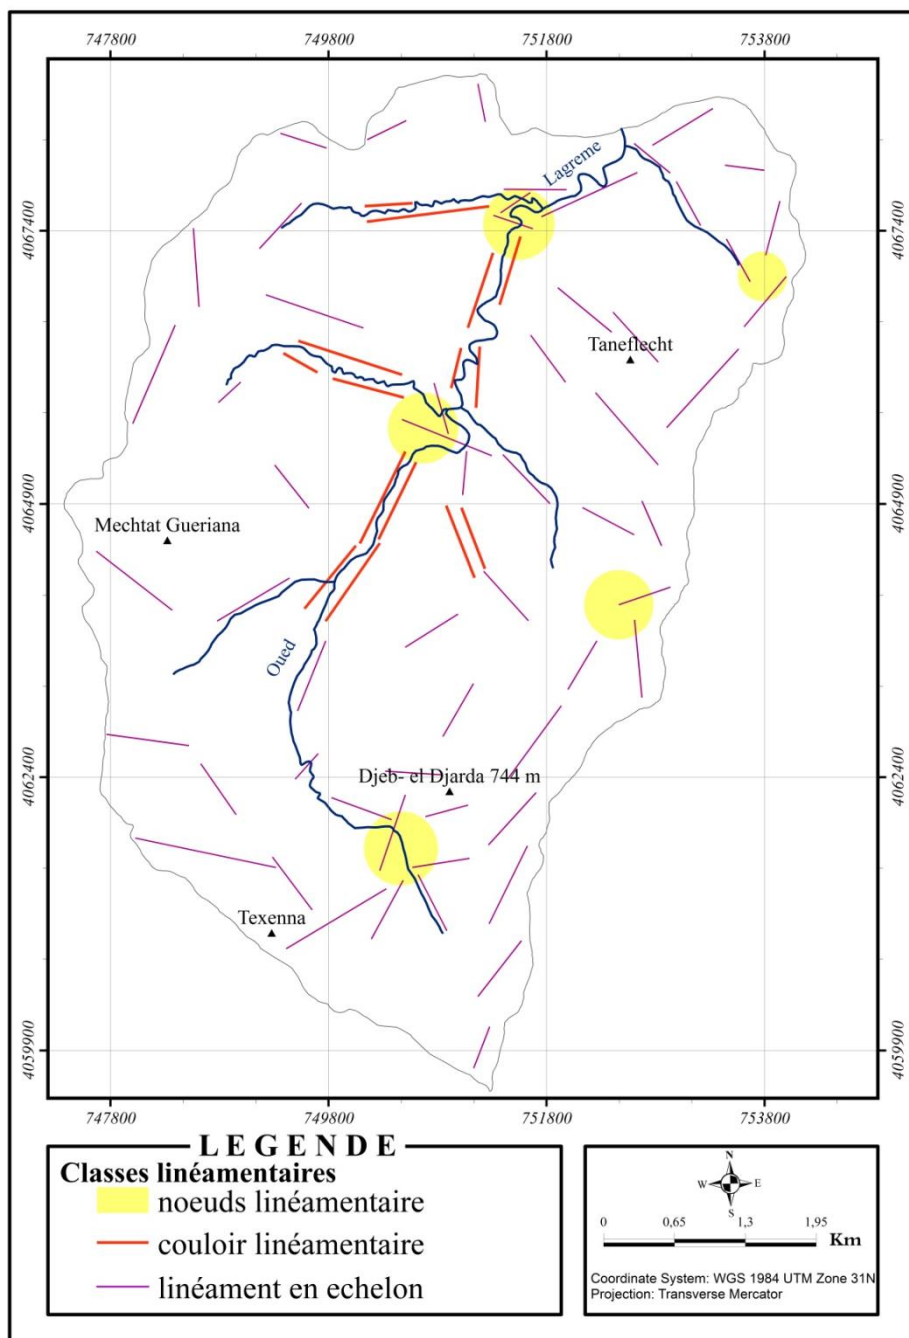 747800 749800 751800 753800
Lagreme
4067400 4067400
Taneflecht
4064900 4064900
Mechtat Gueriana
Oued
4062400 4062400
Djeb- el Djarda 744 m
Texenna
4059900 4059900
747800 749800 751800 753800
LEGENDE
Classes linéamentaires
noeuds linéamentaire
couloir linéamentaire
linéament en echelon
N
W E
S
0 0,65 1,3 1,95
Km
Coordinate System: WGS 1984 UTM Zone 31N
Projection: Transverse Mercator